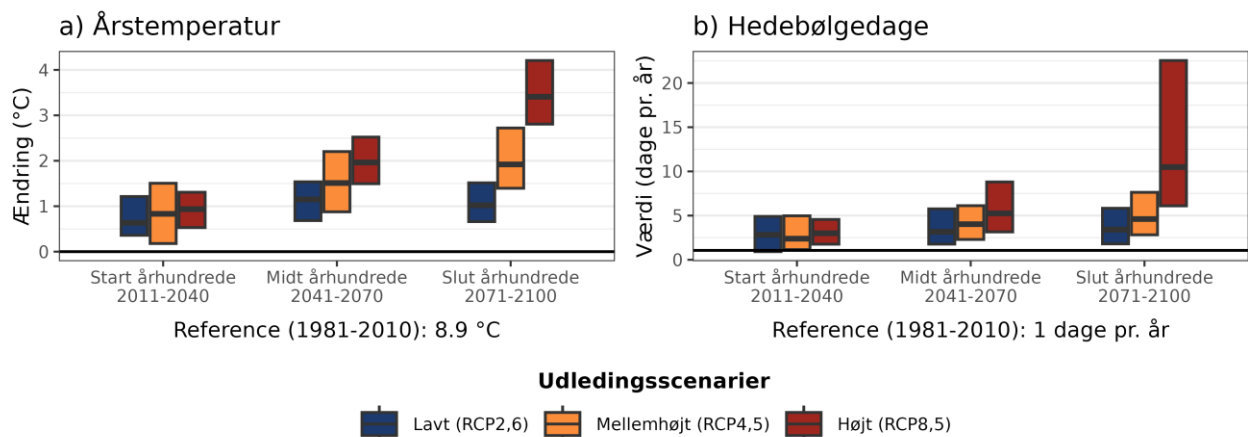 a) Årstemperatur
Ændring (°C)
4
3
2
1
0
Start århundrede
2011-2040
Midt århundrede
2041-2070
Slut århundrede
2071-2100
Reference (1981-2010): 8.9 °C
b) Hedebølgedage
Værdi (dage pr. år)
20
15
10
5
0
Start århundrede
2011-2040
Midt århundrede
2041-2070
Slut århundrede
2071-2100
Reference (1981-2010): 1 dage pr. år
Udledingsscenarier
Lavt (RCP2,6)
Mellemhøjt (RCP4,5)
Højt (RCP8,5)